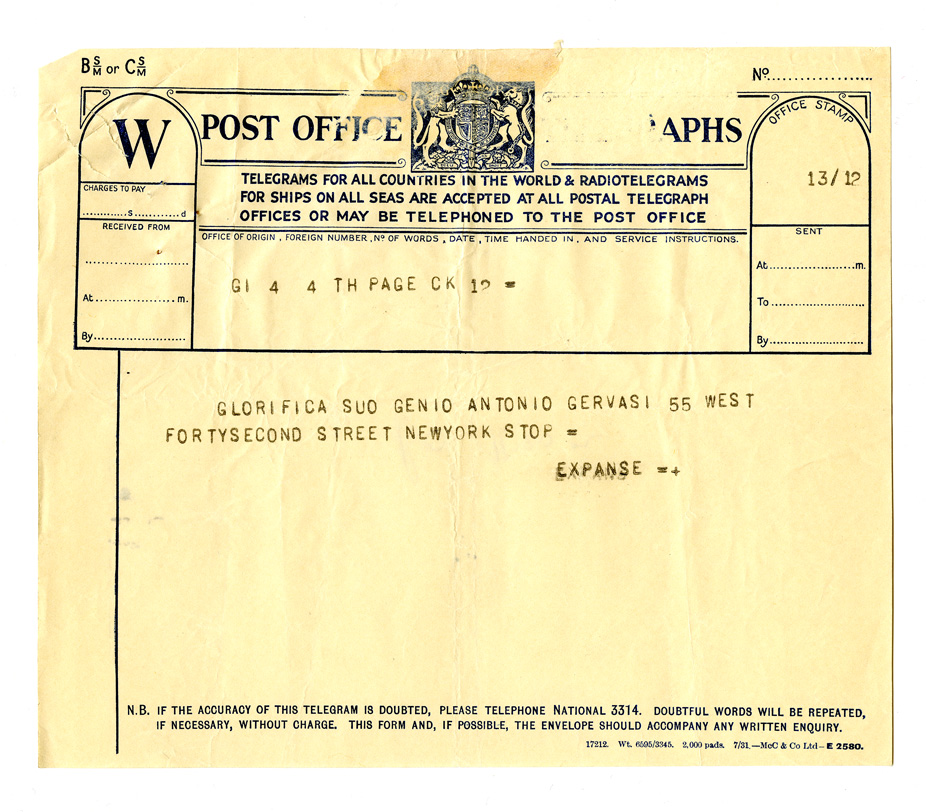 BS/M or CS/M
No..................
W
POST OFFICE APHS
OFFICE STAMP
TELEGRAMS FOR ALL COUNTRIES IN THE WORLD & RADIOTELEGRAMS
FOR SHIPS ON ALL SEAS ARE ACCEPTED AT ALL POSTAL TELEGRAPH
OFFICES OR MAY BE TELEPHONED TO THE POST OFFICE
13/12
CHARGES TO PAY
............s............d
RECEIVED FROM
OFFICE OF ORIGIN, FOREIGN NUMBER, No OF WORDS, DATE, TIME HANDED IN, AND SERVICE INSTRUCTIONS.
SENT
At....................m.
By....................
At....................m.
To....................
By....................
GI 4 4 TH PAGE CK 12 =
GLORIFICA SUO GENIO ANTONIO GERVASI 55 WEST
FORTYSECOND STREET NEWYORK STOP =
EXPANSE =+
N.B. IF THE ACCURACY OF THIS TELEGRAM IS DOUBTED, PLEASE TELEPHONE NATIONAL 3314. DOUBTFUL WORDS WILL BE REPEATED,
IF NECESSARY, WITHOUT CHARGE. THIS FORM AND, IF POSSIBLE, THE ENVELOPE SHOULD ACCOMPANY ANY WRITTEN ENQUIRY.
17212. Wt. 6595/3345. 2,000 pads. 7/31.—McC & Co Ltd—E 2580.